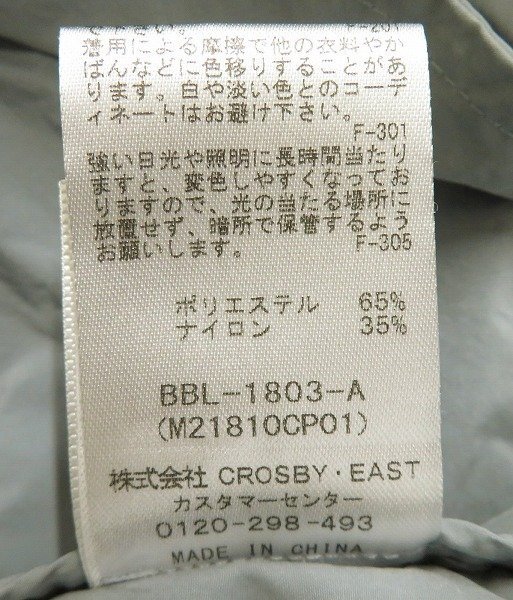 て下さい。
F-201
着用による摩擦で他の衣料やか
ばんなどに色移りすることがあ
ります。白や淡い色とのコーデ
ィネートはお避け下さい。
F-301
強い日光や照明に長時間当たり
ますと、変色しやすくなってお
りますので、光の当たる場所に
放置せず、暗所で保管するよう
お願いします。
F-305
ポリエステル 65%
ナイロン 35%
BBL-1803-A
(M21810CP01)
株式会社 CROSBY・EAST
カスタマーセンター
0120-298-493
MADE IN CHINA